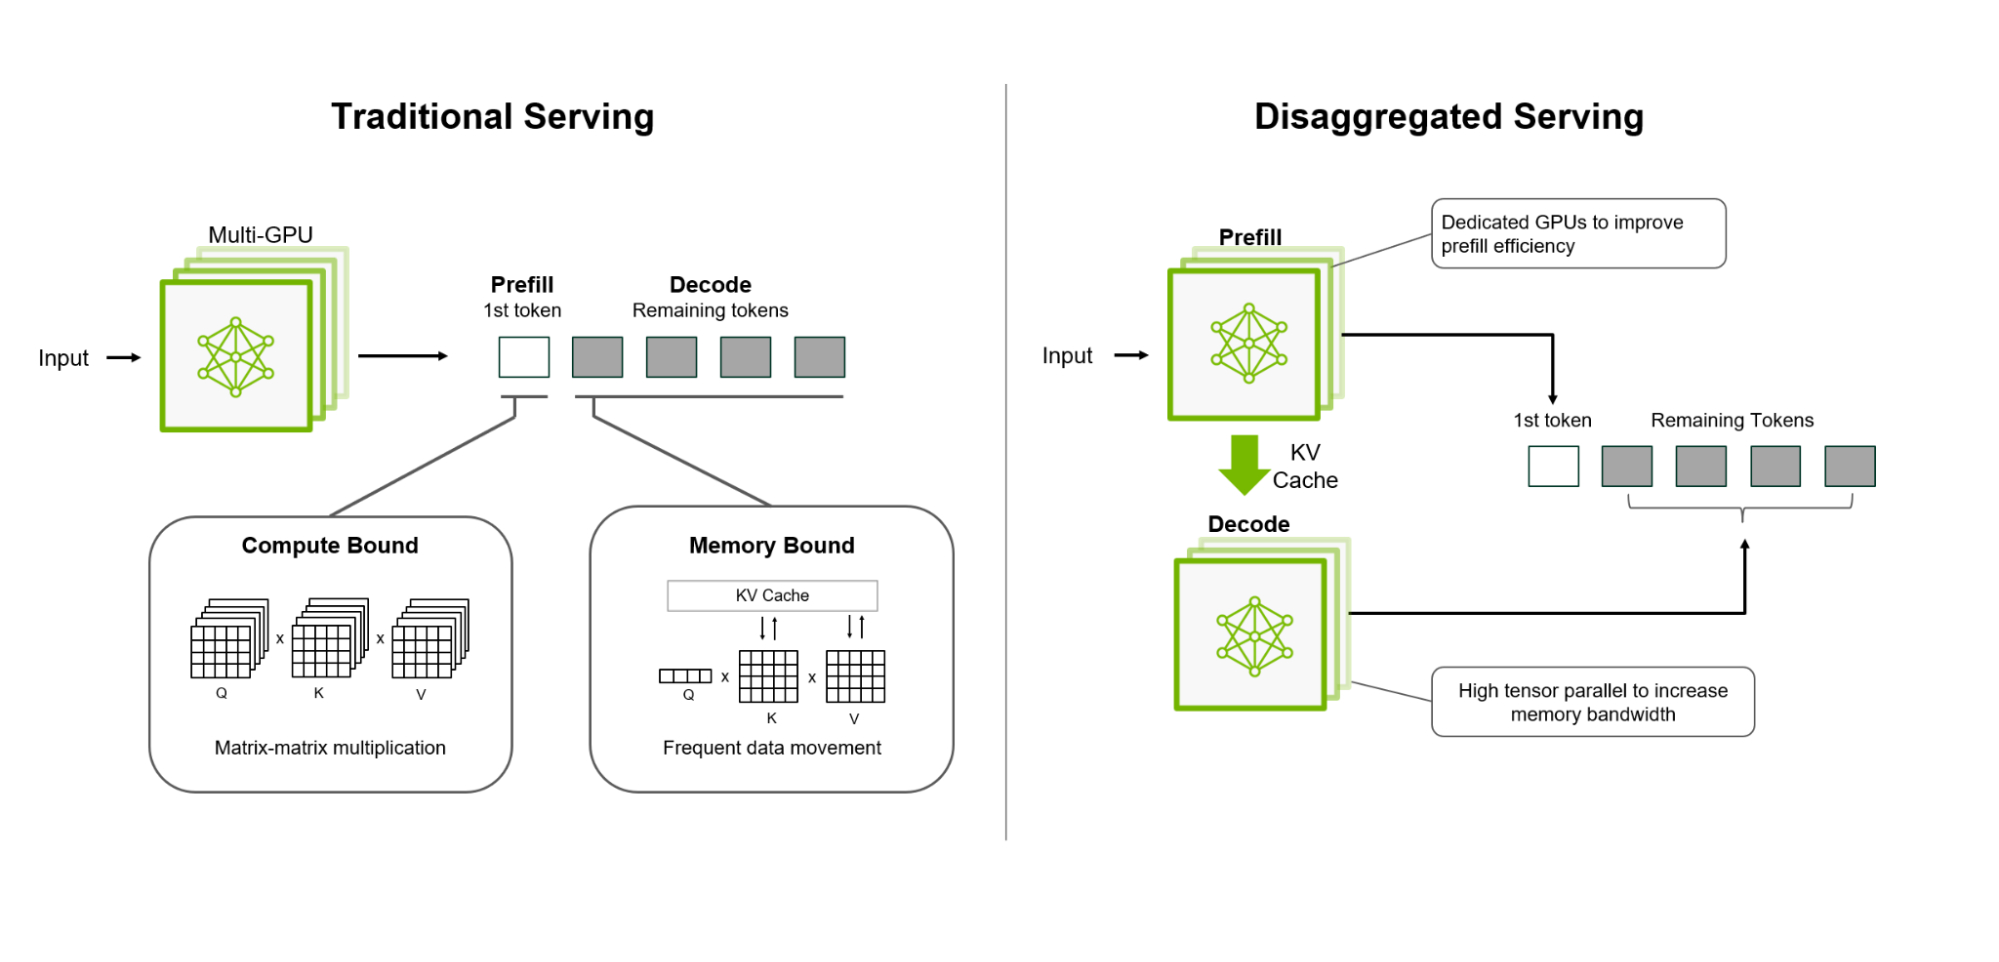 Traditional Serving
Multi-GPU
Input
Prefill
1st token
Decode
Remaining tokens
Compute Bound
x
x
Q
K
V
Matrix-matrix multiplication
Memory Bound
KV Cache
x
x
Q
K
V
Frequent data movement
Disaggregated Serving
Dedicated GPUs to improve
prefill efficiency
Prefill
Input
KV
Cache
1st token
Remaining Tokens
Decode
High tensor parallel to increase
memory bandwidth